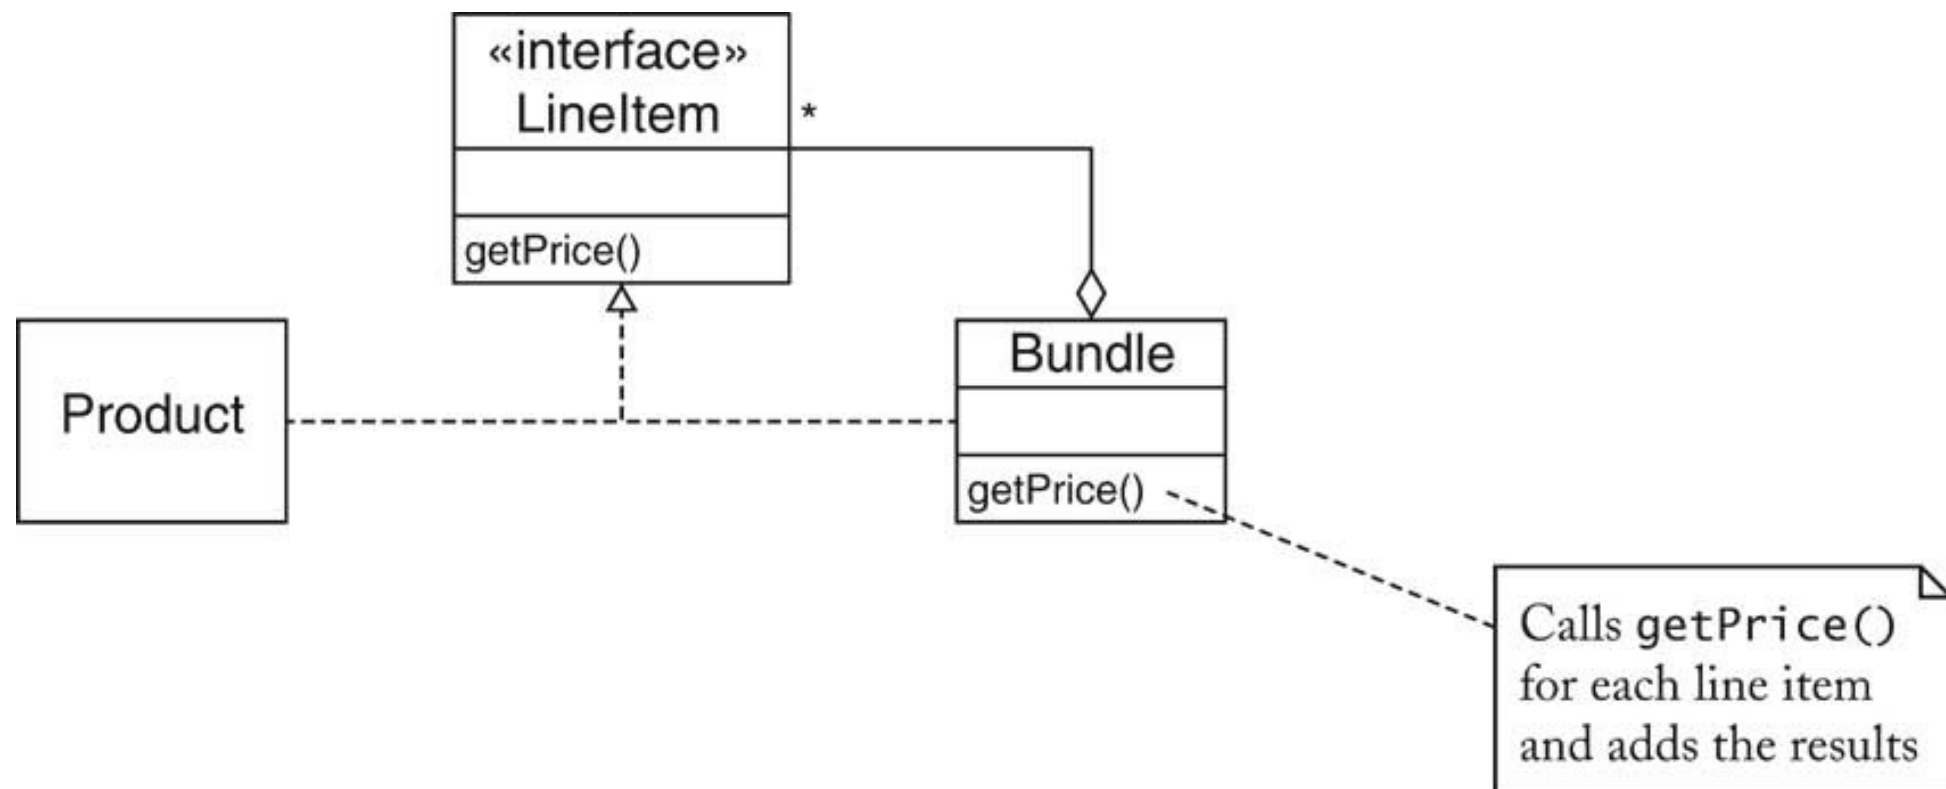 «interface»
LineItem
*
getPrice()
Product
Bundle
getPrice()
Calls getPrice()
for each line item
and adds the results